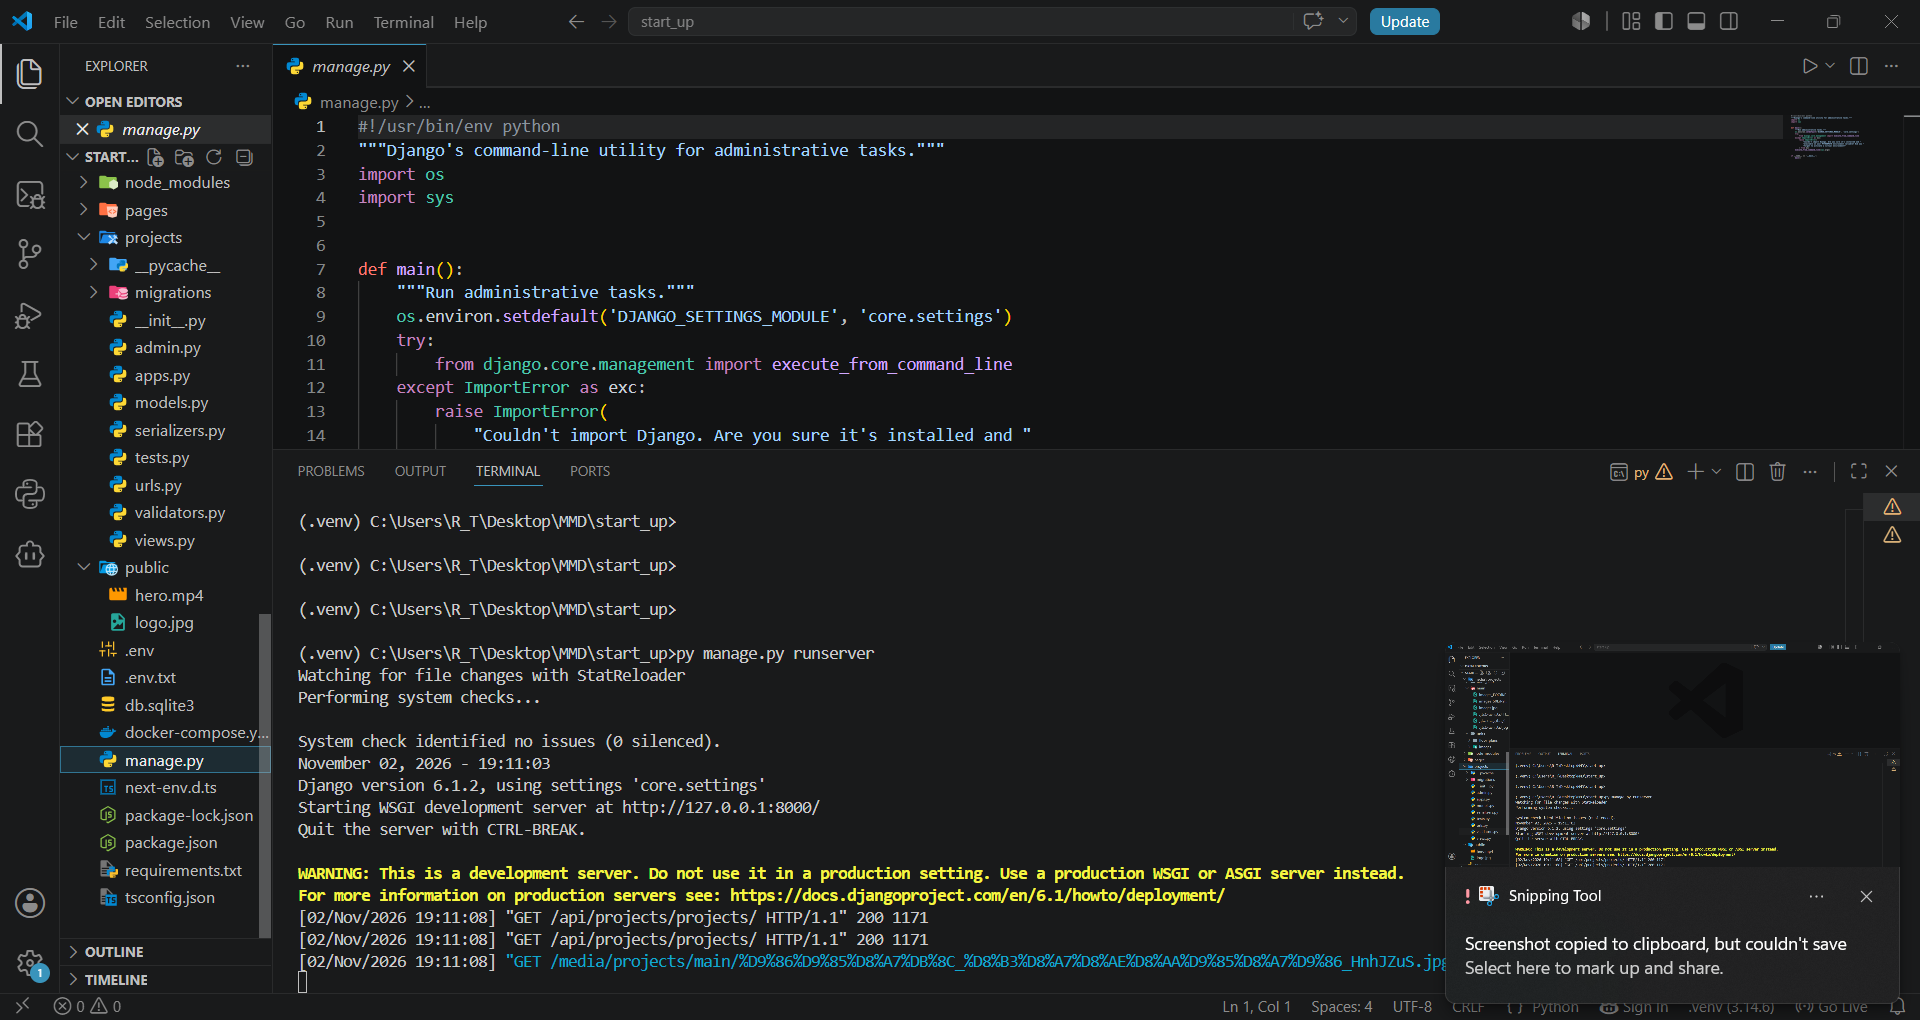 File Edit Selection View Go Run Terminal Help
start_up
Update
EXPLORER
OPEN EDITORS
manage.py
START...
node_modules
pages
projects
__pycache__
migrations
__init__.py
admin.py
apps.py
models.py
serializers.py
tests.py
urls.py
validators.py
views.py
public
hero.mp4
logo.jpg
.env
.env.txt
db.sqlite3
docker-compose.y...
manage.py
next-env.d.ts
package-lock.json
package.json
requirements.txt
tsconfig.json
OUTLINE
TIMELINE
1
manage.py
manage.py > ...
1 #!/usr/bin/env python
2 """Django's command-line utility for administrative tasks."""
3 import os
4 import sys
5
6
7 def main():
8 """Run administrative tasks."""
9 os.environ.setdefault('DJANGO_SETTINGS_MODULE', 'core.settings')
10 try:
11 from django.core.management import execute_from_command_line
12 except ImportError as exc:
13 raise ImportError(
14 "Couldn't import Django. Are you sure it's installed and "
PROBLEMS OUTPUT TERMINAL PORTS
py
(.venv) C:\Users\R_T\Desktop\MMD\start_up>
(.venv) C:\Users\R_T\Desktop\MMD\start_up>
(.venv) C:\Users\R_T\Desktop\MMD\start_up>
(.venv) C:\Users\R_T\Desktop\MMD\start_up>py manage.py runserver
Watching for file changes with StatReloader
Performing system checks...
System check identified no issues (0 silenced).
November 02, 2026 - 19:11:03
Django version 6.1.2, using settings 'core.settings'
Starting WSGI development server at http://127.0.0.1:8000/
Quit the server with CTRL-BREAK.
WARNING: This is a development server. Do not use it in a production setting. Use a production WSGI or ASGI server instead.
For more information on production servers see: https://docs.djangoproject.com/en/6.1/howto/deployment/
[02/Nov/2026 19:11:08] "GET /api/projects/projects/ HTTP/1.1" 200 1171
[02/Nov/2026 19:11:08] "GET /api/projects/projects/ HTTP/1.1" 200 1171
[02/Nov/2026 19:11:08] "GET /media/projects/main/%D9%86%D9%85%D8%A7%DB%8C_%D8%B3%D8%A7%D8%AE%D8%AA%D9%85%D8%A7%D9%86_HnhJZuS.jpg
Snipping Tool
Screenshot copied to clipboard, but couldn't save
Select here to mark up and share.
0 0
Ln 1, Col 1 Spaces: 4 UTF-8 CRLF { } Python Sign In .venv (3.14.6) Go Live